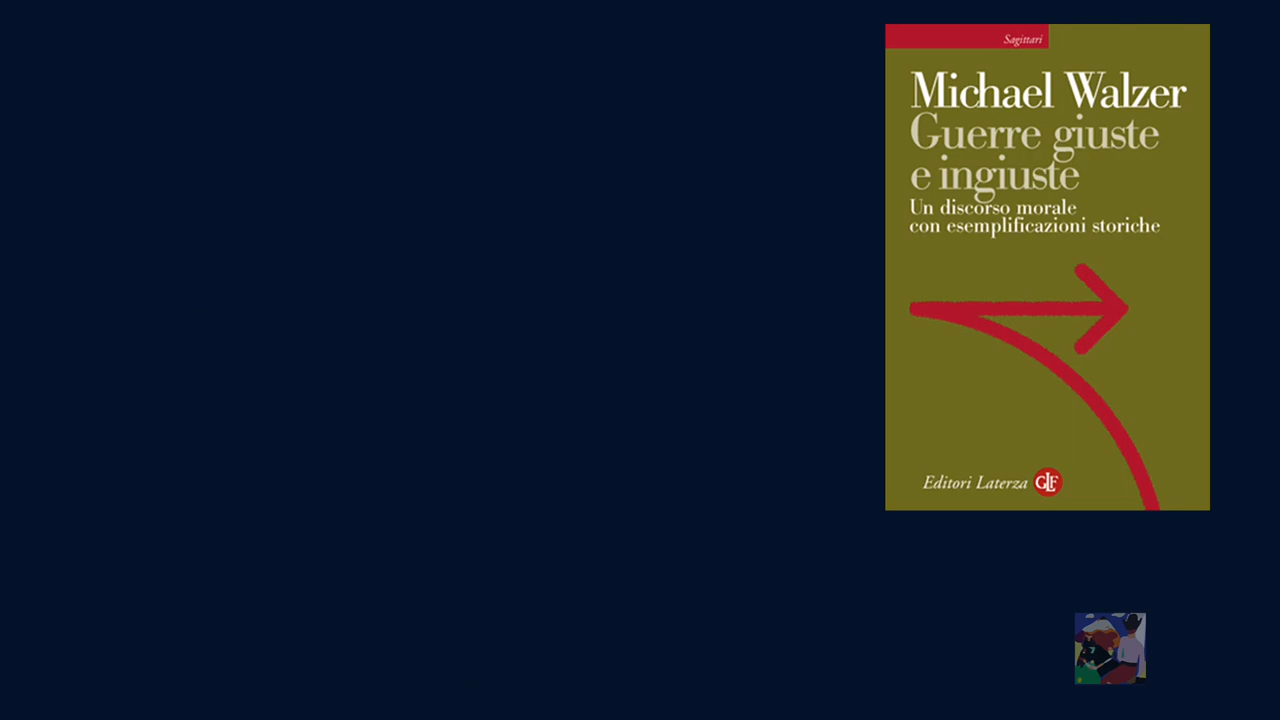 Sagittari
Michael Walzer
Guerre giuste
e ingiuste
Un discorso morale
con esemplificazioni storiche
Editori Laterza GLF